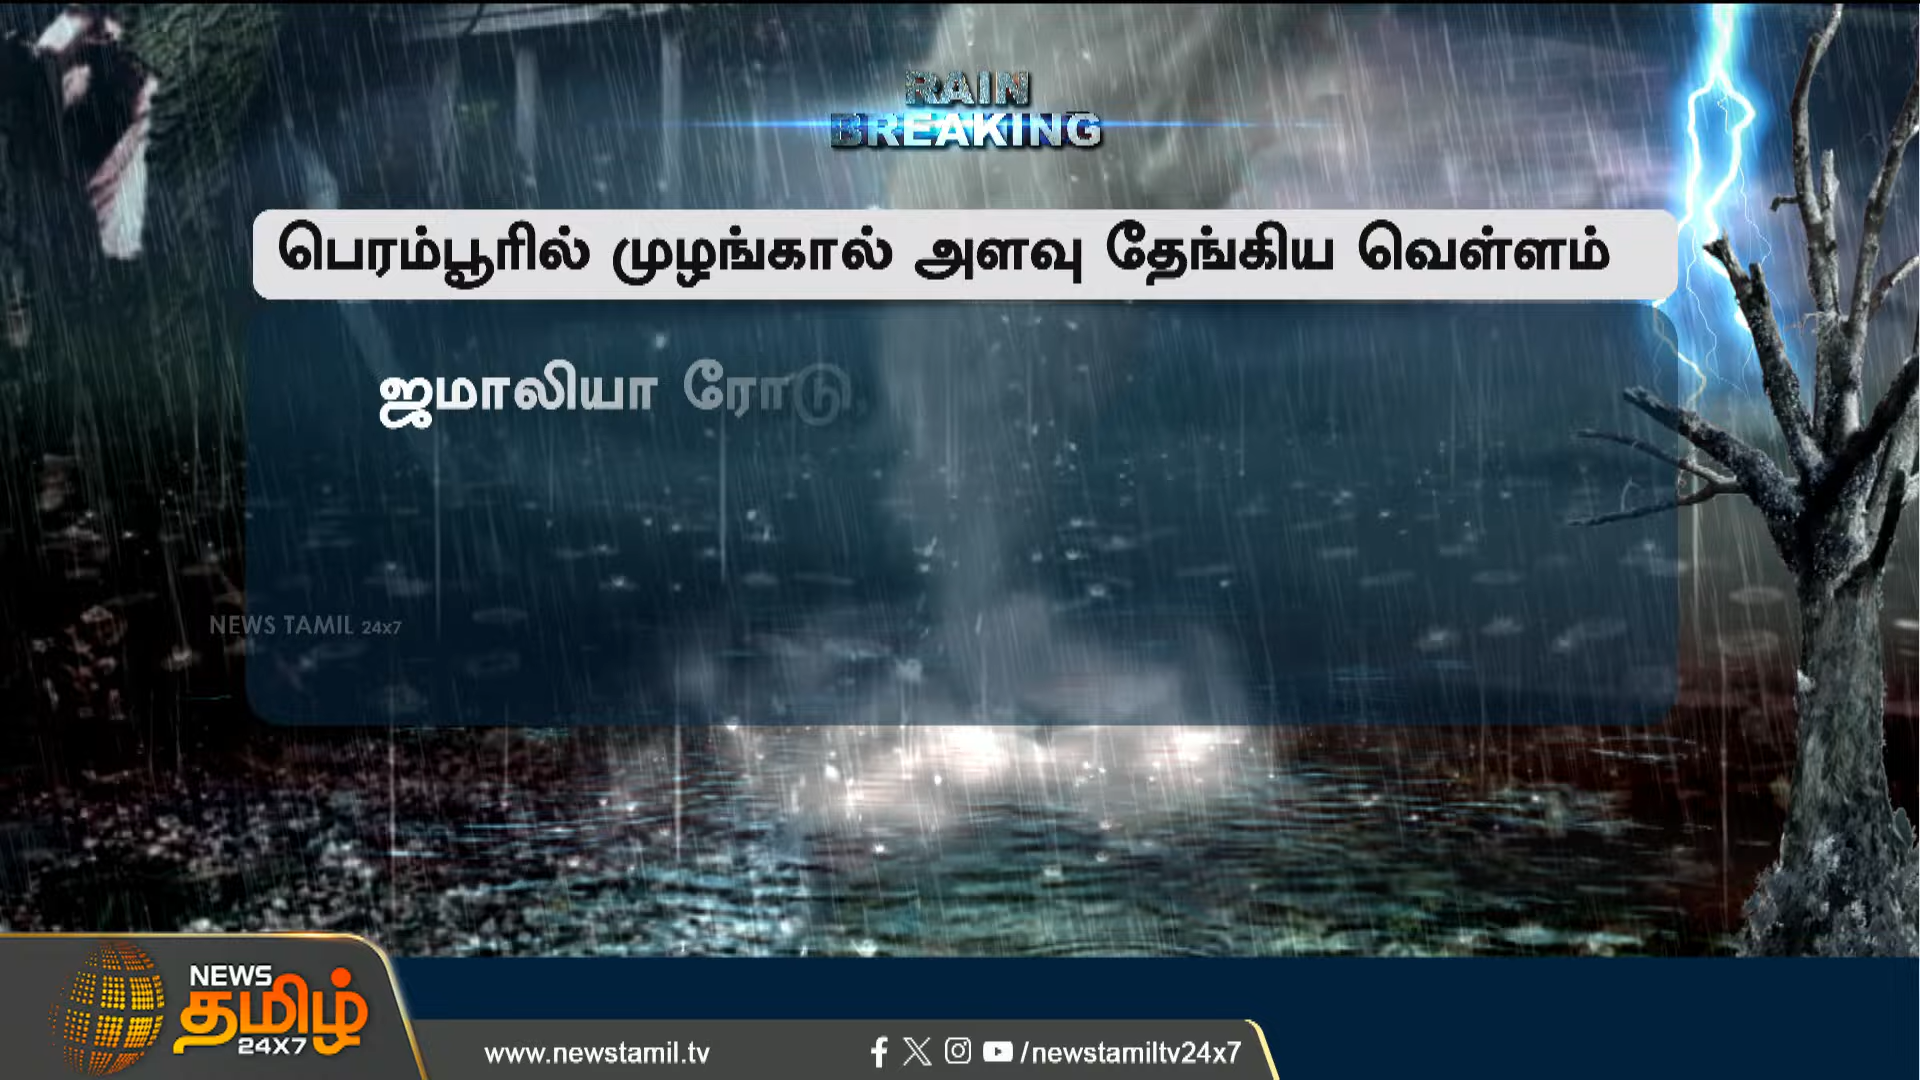 RAIN
BREAKING
பெரம்பூரில் முழங்கால் அளவு தேங்கிய வெள்ளம்
ஜமாலியா ரோடு,
NEWS TAMIL 24x7
NEWS
தமிழ்
24X7
www.newstamil.tv
/newstamiltv24x7